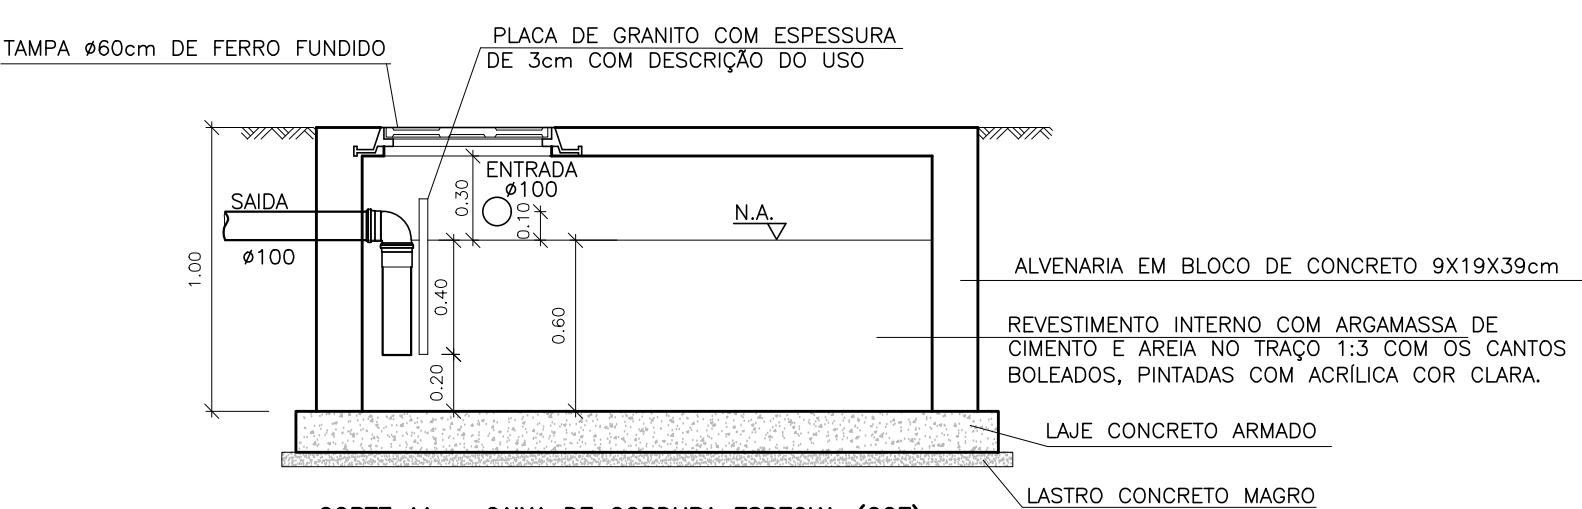 TAMPA ø60cm DE FERRO FUNDIDO
PLACA DE GRANITO COM ESPESSURA
DE 3cm COM DESCRIÇÃO DO USO
ENTRADA
ø100
SAIDA
ø100
0.30
0.10
N.A.
1.00
0.40
0.60
0.20
ALVENARIA EM BLOCO DE CONCRETO 9X19X39cm
REVESTIMENTO INTERNO COM ARGAMASSA DE
CIMENTO E AREIA NO TRAÇO 1:3 COM OS CANTOS
BOLEADOS, PINTADAS COM ACRÍLICA COR CLARA.
LAJE CONCRETO ARMADO
LASTRO CONCRETO MAGRO